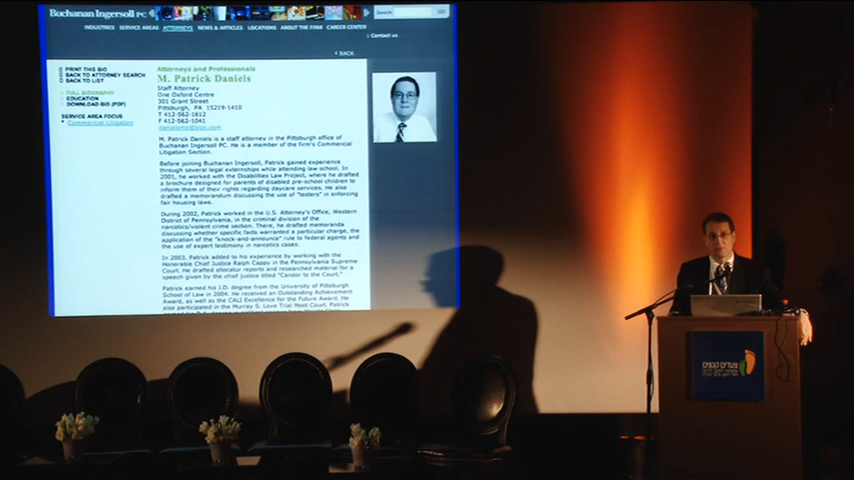 Buchanan Ingersoll PC
Search
GO
INDUSTRIES SERVICE AREAS ATTORNEYS NEWS & ARTICLES LOCATIONS ABOUT THE FIRM CAREER CENTER
Contact us
< BACK
PRINT THIS BIO
BACK TO ATTORNEY SEARCH
BACK TO LIST
FULL BIOGRAPHY
EDUCATION
DOWNLOAD BIO (PDF)
SERVICE AREA FOCUS
Commercial Litigation
Attorneys and Professionals
M. Patrick Daniels
Staff Attorney
One Oxford Centre
301 Grant Street
Pittsburgh, PA 15219-1410
T 412-562-1612
F 412-562-1041
M. Patrick Daniels is a staff attorney in the Pittsburgh office of
Buchanan Ingersoll PC. He is a member of the firm's Commercial
Litigation Section.
Before joining Buchanan Ingersoll, Patrick gained experience
through several legal externships while attending law school. In
2001, he worked with the Disabilities Law Project, where he drafted
a brochure designed for parents of disabled pre-school children to
inform them of their rights regarding daycare services. He also
drafted a memorandum discussing the use of "testers" in enforcing
fair housing laws.
During 2002, Patrick worked in the U.S. Attorney's Office, Western
District of Pennsylvania, in the criminal division of the
narcotics/violent crime section. There, he drafted memoranda
discussing whether specific facts warranted a particular charge, the
application of the "knock-and-announce" rule to federal agents and
the use of expert testimony in narcotics cases.
In 2003, Patrick added to his experience by working with the
Honorable Chief Justice Ralph Cappy in the Pennsylvania Supreme
Court. He drafted allocatur reports and researched material for a
speech given by the chief justice titled "Candor to the Court."
Patrick earned his J.D. degree from the University of Pittsburgh
School of Law in 2004. He received an Outstanding Achievement
Award, as well as the CALI Excellence for the Future Award. He
also participated in the Murray S. Love Trial Moot Court. Patrick
צעדים קטנים